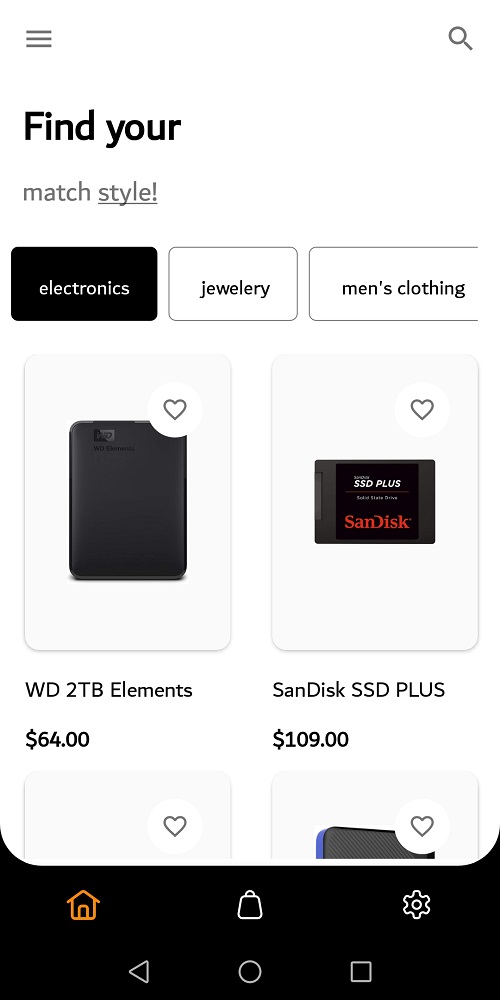 Find your
match style!
electronics
jewelery
men's clothing
WD
WD Elements
SanDisk
SSD PLUS
Solid State Drive
SanDisk
WD 2TB Elements
SanDisk SSD PLUS
$64.00
$109.00